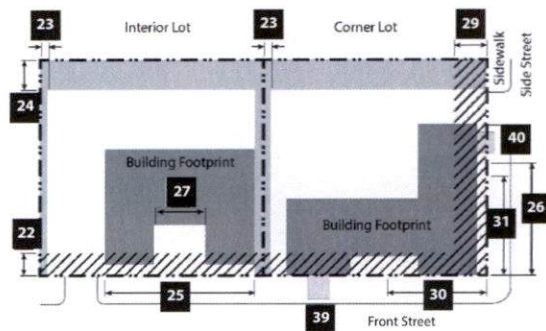 23
Interior Lot
23
Corner Lot
29
Sidewalk
Side Street
24
40
Building Footprint
27
26
31
Building Footprint
22
25
30
39
Front Street